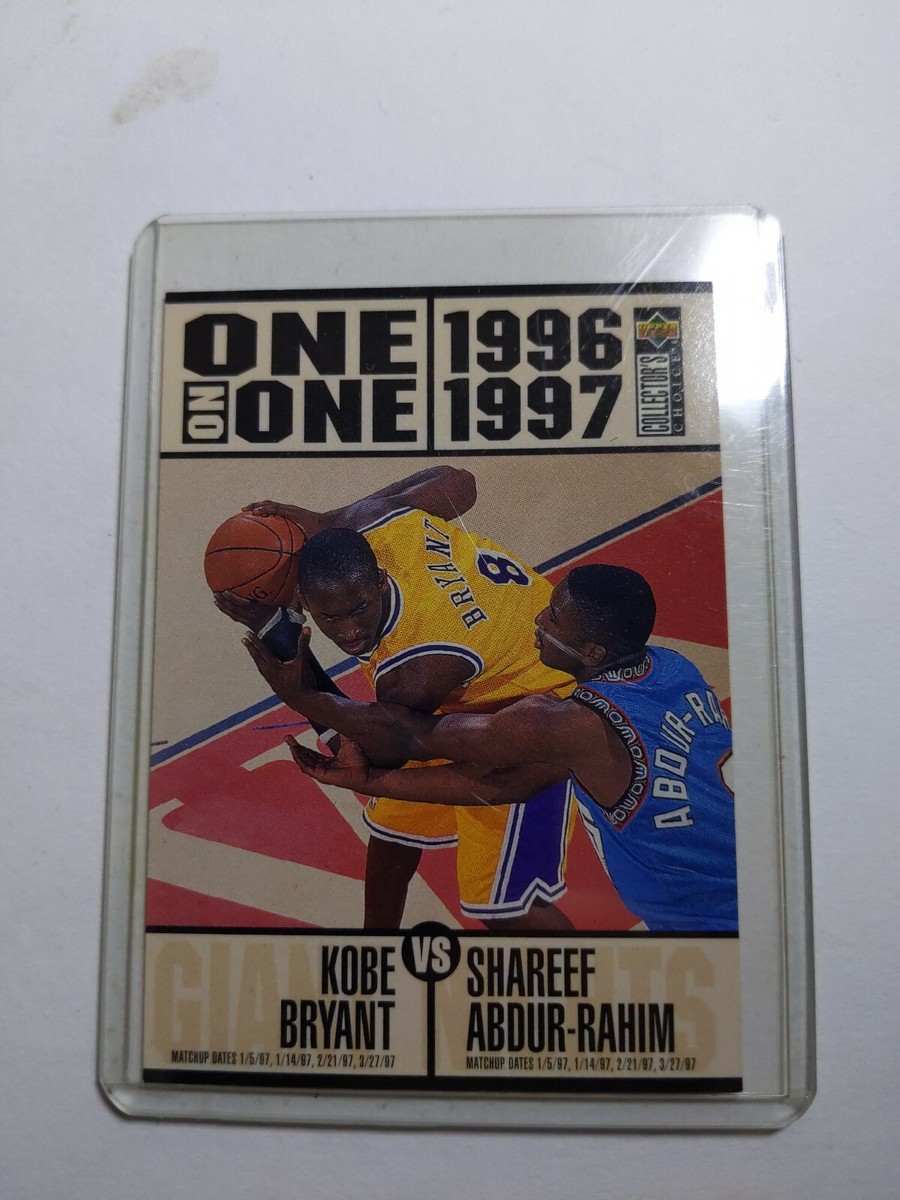 ONE
ON ONE
1996
1997
COLLECTOR'S
CHOICE
BRYANT
8
ABDUR-RA
KOBE
BRYANT
VS
SHAREEF
ABDUR-RAHIM
MATCHUP DATES 1/5/97, 1/14/97, 2/21/97, 3/27/97
MATCHUP DATES 1/5/97, 1/14/97, 2/21/97, 3/27/97